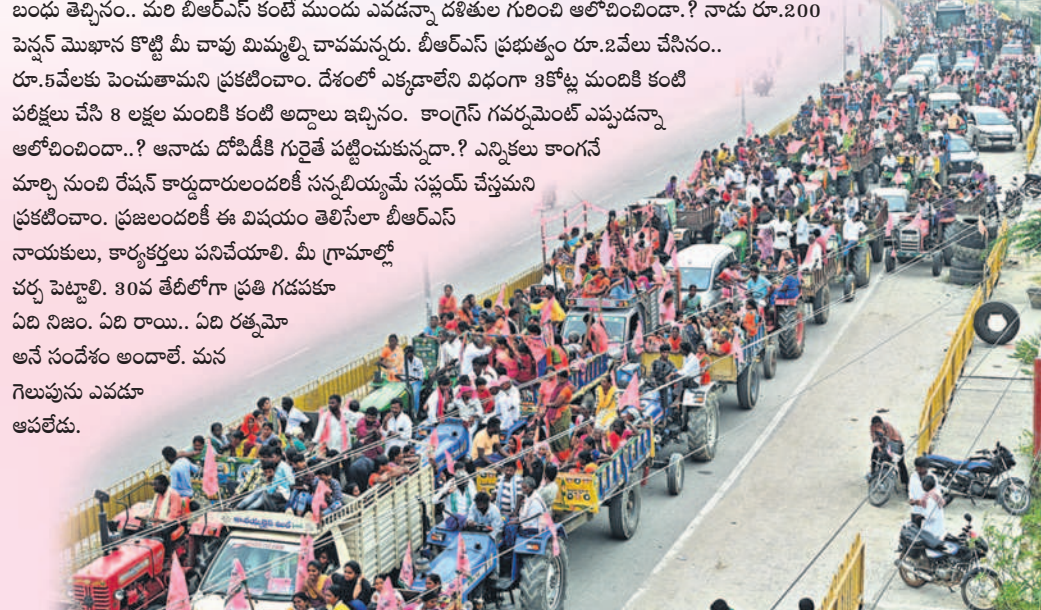 బంధు తెచ్చినం.. మరి బీఆర్ఎస్ కంటే ముందు ఎవడన్నా దళితుల గురించి ఆలోచించిండా.? నాడు రూ.200
పెన్షన్ మొఖాన కొట్టి మీ చావు మిమ్మల్ని చావమన్నరు. బీఆర్ఎస్ ప్రభుత్వం రూ.2వేలు చేసినం..
రూ.5వేలకు పెంచుతామని ప్రకటించాం. దేశంలో ఎక్కడాలేని విధంగా 3కోట్ల మందికి కంటి
పరీక్షలు చేసి 8 లక్షల మందికి కంటి అద్దాలు ఇచ్చినం. కాంగ్రెస్ గవర్నమెంట్ ఎప్పుడన్నా
ఆలోచించిందా..? ఆనాడు దోపిడీకి గురైతే పట్టించుకున్నదా.? ఎన్నికలు కాంగనే
మార్చి నుంచి రేషన్ కార్డుదారులందరికీ సన్నబియ్యమే సప్లయ్ చేస్తమని
ప్రకటించాం. ప్రజలందరికీ ఈ విషయం తెలిసేలా బీఆర్ఎస్
నాయకులు, కార్యకర్తలు పనిచేయాలి. మీ గ్రామాల్లో
చర్చ పెట్టాలి. 30వ తేదీలోగా ప్రతి గడపకూ
ఏది నిజం. ఏది రాయి.. ఏది రత్నమో
అనే సందేశం అందాలే. మన
గెలుపును ఎవడూ
ఆపలేడు.